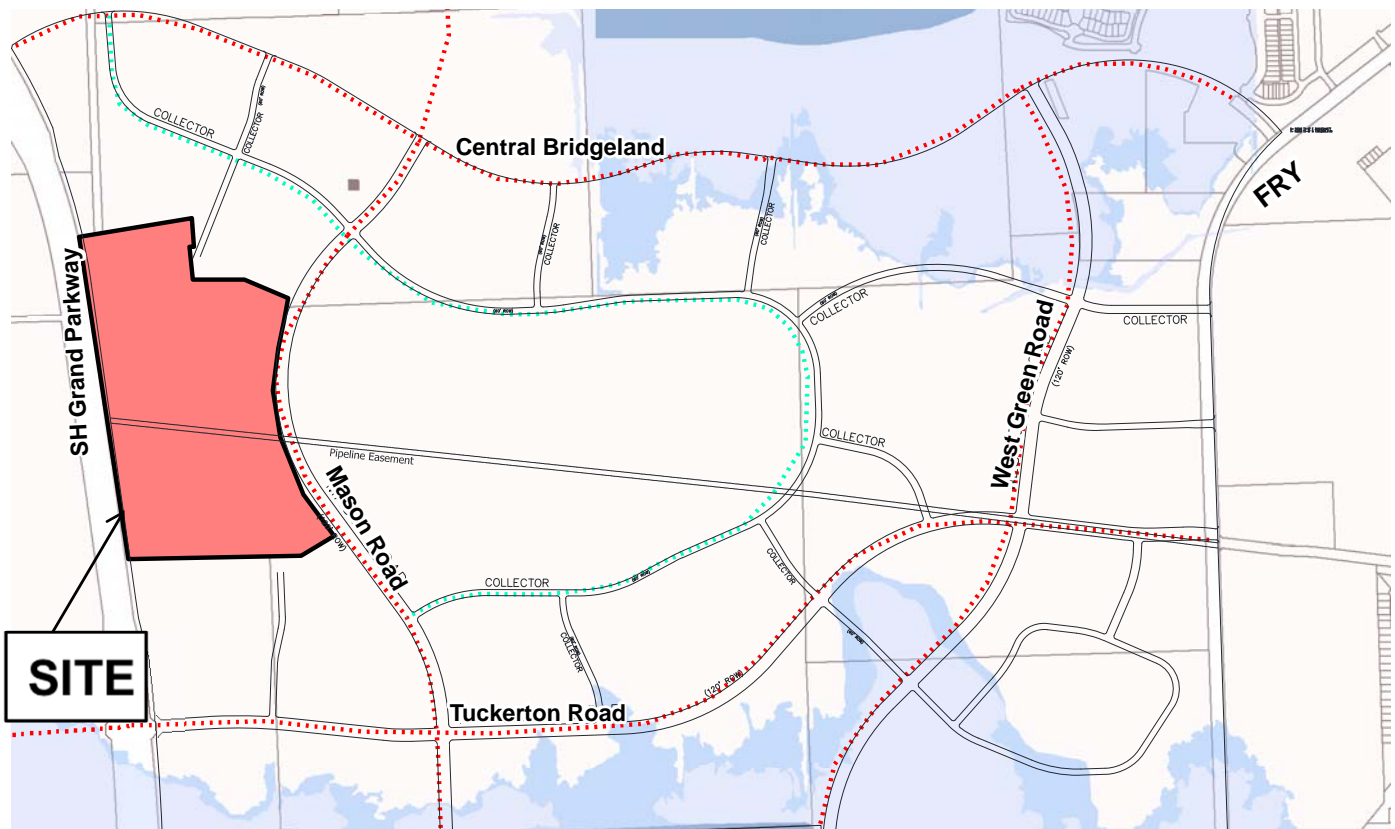 COLLECTOR
COLLECTOR
Central Bridgeland
FRY
COLLECTOR
COLLECTOR
SH Grand Parkway
COLLECTOR
COLLECTOR
West Green Road
(120' ROW)
COLLECTOR
Pipeline Easement
Mason Road
COLLECTOR
COLLECTOR
COLLECTOR
SITE
(120' ROW)
Tuckerton Road